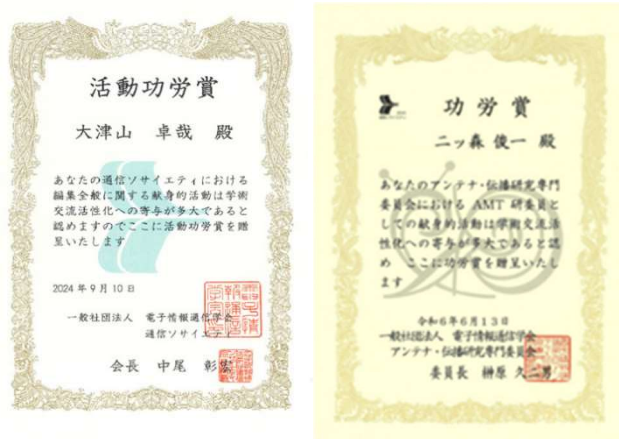 活動功労賞
大津山 卓哉 殿
あなたの通信ソサイエティにおける
編集全般に関する献身的活動は学術
交流活性化への寄与が多大であると
認めますのでここに活動功労賞を贈
呈いたします
2024年9月10日
一般社団法人 電子情報通信学会
通信ソサイエティ
会長 中尾 彰宏
功労賞
二ッ森 俊一 殿
あなたのアンテナ・伝播研究専門
委員会における AMT 研委員と
しての献身的活動は学術交流活
性化への寄与が多大であると認
め ここに功労賞を贈呈いたし
ます
令和6年6月13日
一般社団法人 電子情報通信学会
アンテナ・伝播研究専門委員会
委員長 榊原 久二男